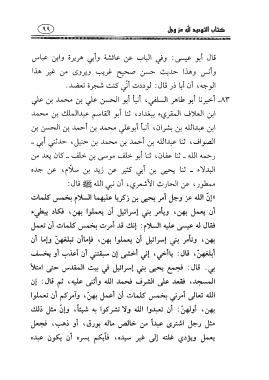 كتاب التوحيد لله عز وجل
٩٩
قال أبو عيسى: وفي الباب عن عائشة وأبي هريرة وابن عباس
وأنس وهذا حديث حسن صحيح غريب ويروى من غير هذا
الوجه، أن أبا ذر قال: لوددت أنّي كنت شجرة تعضد.
٨٣ـ أخبرنا أبو طاهر السلفي، أنبأ أبو الحسن علي بن محمد بن علي
ابن العلاف المقرىء ببغداد، ثنا أبو القاسم عبدالملك بن محمد
ابن عبدالله بن بشران، أنبأ أبوعلي محمد بن أحمد بن الحسن بن
الصواف، ثنا عبدالله بن أحمد بن محمد بن حنبل، حدثني أبي ـ
رحمه الله ـ ثنا عفان، ثنا أبو خلف موسى بن خلف ـ كان يعد من
البدلاء ـ ثنا يحيى بن أبي كثير عن زيد بن سلّام، عن جده
ممطور، عن الحارث الأشعري، أن نبي الله ﷺ قال:
«إنّ الله عز وجل أمر يحيى بن زكريا عليهما السلام بخمس كلمات
أن يعمل بهن، ويأمر بني إسرائيل أن يعملوا بهن، فكاد يبطىء
فقال له عيسى عليه السلام: إنك قد أمرت بخمس كلمات أن تعمل
بهن، وتأمر بني إسرائيل أن يعملوا بهن، فإماأن تبلغهنّ وإما أن
أبلغهنّ، قال: ياأخي، إني أخشى إن سبقتني أن أعذب أو يخسف
بي. قال: فجمع يحيى بني إسرائيل في بيت المقدس حتى امتلأ
المسجد، فقعد على الشرف فحمد الله وأثنى عليه، ثم قال: إن
الله تعالى أمرني بخمس كلمات أن أعمل بهنّ، وآمركم أن تعملوا
بهن، أولهنّ: أن تعبدوا الله ولا تشركوا به شيئاً، وإنّ مثل ذلك
مثل رجل اشترى عبداً من خالص ماله بورق، أو ذهب، فجعل
يعمل ويؤدي غلته إلى غير سيده، فأيكم يسره أن يكون عبده